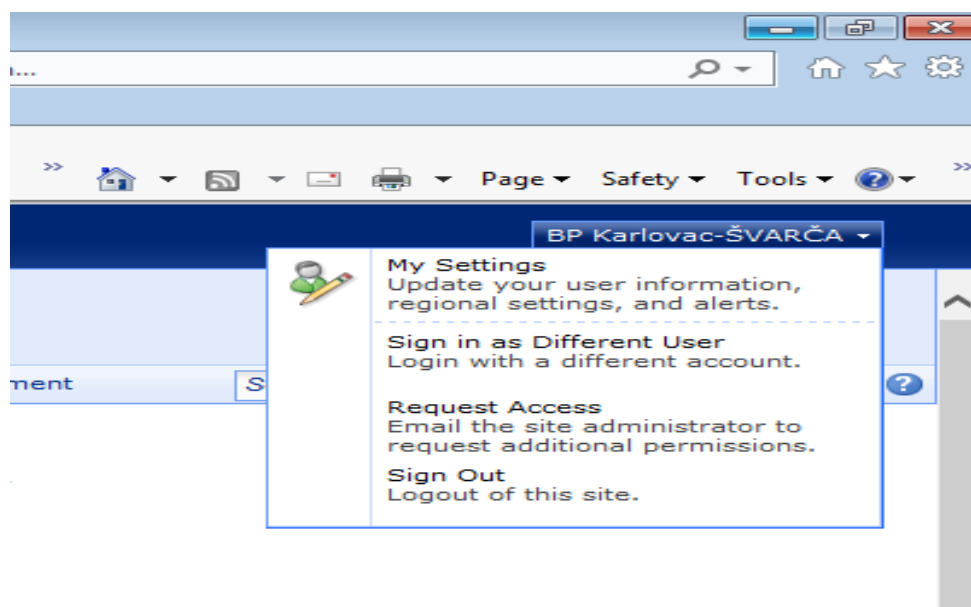 Page Safety Tools
BP Karlovac-ŠVARČA
My Settings
Update your user information,
regional settings, and alerts.
Sign in as Different User
Login with a different account.
Request Access
Email the site administrator to
request additional permissions.
Sign Out
Logout of this site.
ment S